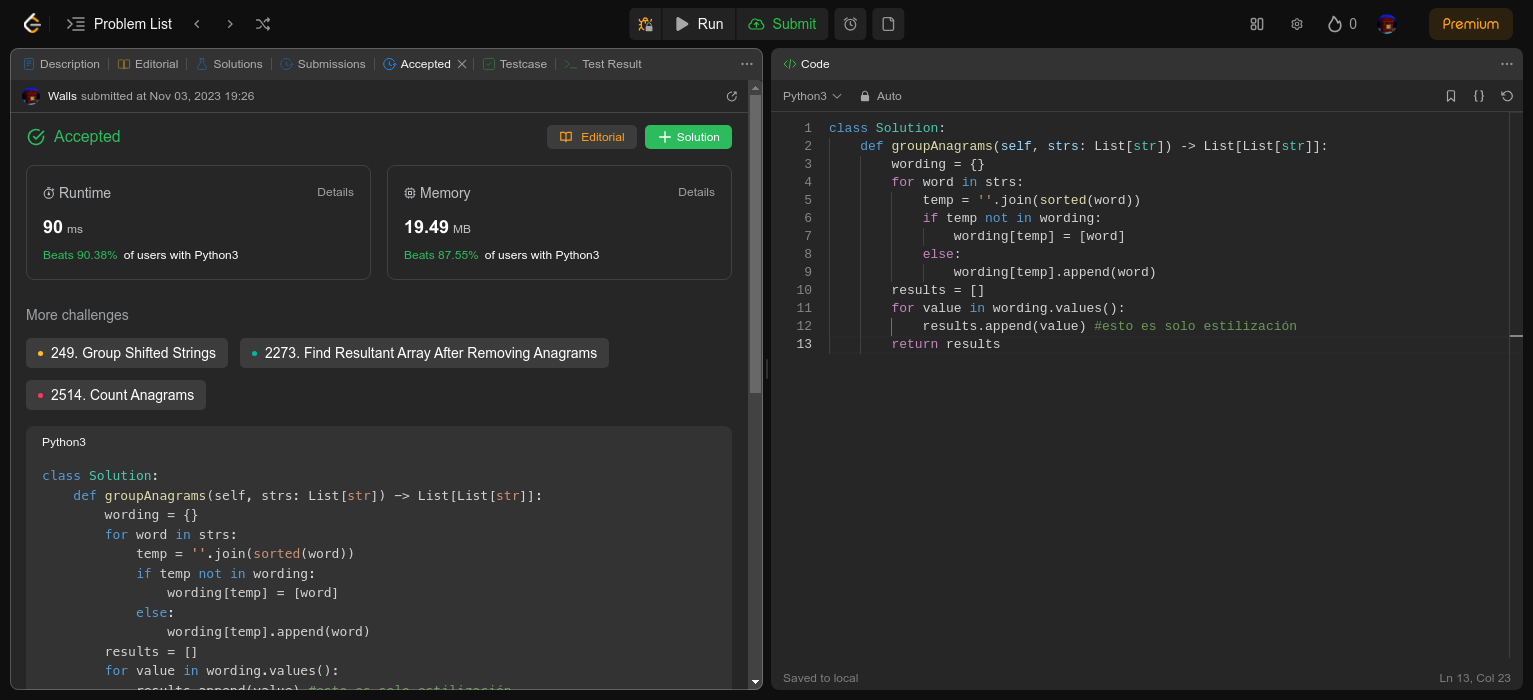 Problem List
Run
Submit
0
Premium
Description
Editorial
Solutions
Submissions
Accepted
Testcase
Test Result
Walls submitted at Nov 03, 2023 19:26
Accepted
Editorial
Solution
Runtime
Details
90 ms
Beats 90.38% of users with Python3
Memory
Details
19.49 MB
Beats 87.55% of users with Python3
More challenges
249. Group Shifted Strings
2273. Find Resultant Array After Removing Anagrams
2514. Count Anagrams
Python3
class Solution:
    def groupAnagrams(self, strs: List[str]) -> List[List[str]]:
        wording = {}
        for word in strs:
            temp = ''.join(sorted(word))
            if temp not in wording:
                wording[temp] = [word]
            else:
                wording[temp].append(word)
        results = []
        for value in wording.values():
            results.append(value) #esto es solo estilización
</> Code
Python3
Auto
{}
1 class Solution:
2     def groupAnagrams(self, strs: List[str]) -> List[List[str]]:
3         wording = {}
4         for word in strs:
5             temp = ''.join(sorted(word))
6             if temp not in wording:
7                 wording[temp] = [word]
8             else:
9                 wording[temp].append(word)
10         results = []
11         for value in wording.values():
12             results.append(value) #esto es solo estilización
13         return results
Saved to local
Ln 13, Col 23